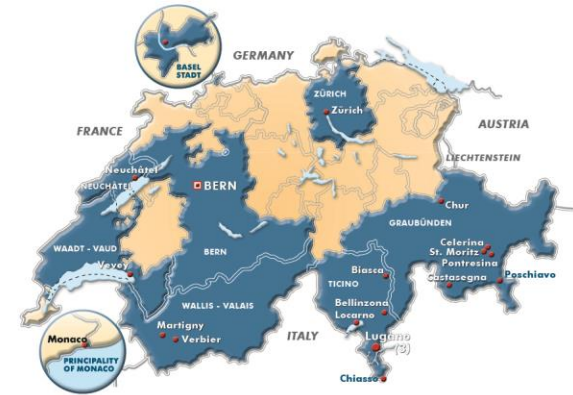 BASEL
STADT
GERMANY
ZÜRICH
Zürich
FRANCE
AUSTRIA
LIECHTENSTEIN
Neuchâtel
NEUCHÂTEL
BERN
Chur
GRAUBÜNDEN
WAADT - VAUD
BERN
Celerina
St. Moritz
Pontresina
Vevey
Biasca
TICINO
Castasegna
Poschiavo
WALLIS - VALAIS
Bellinzona
Locarno
Martigny
Verbier
ITALY
Lugano
(3)
Monaco
PRINCIPALITY
OF MONACO
Chiasso